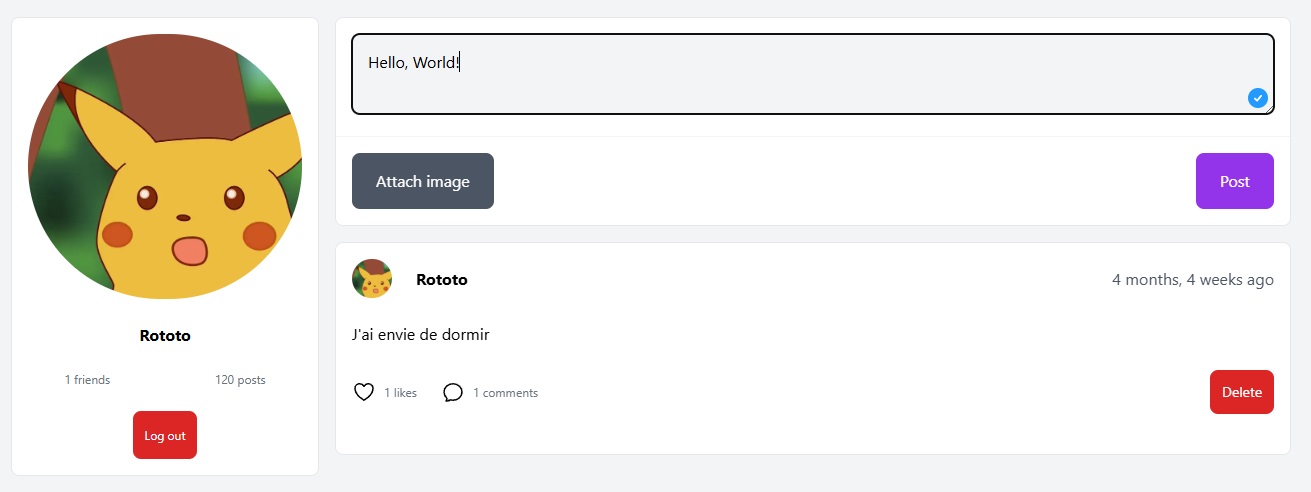 Rototo
1 friends
120 posts
Log out
Hello, World!
Attach image
Post
Rototo
4 months, 4 weeks ago
J'ai envie de dormir
1 likes
1 comments
Delete